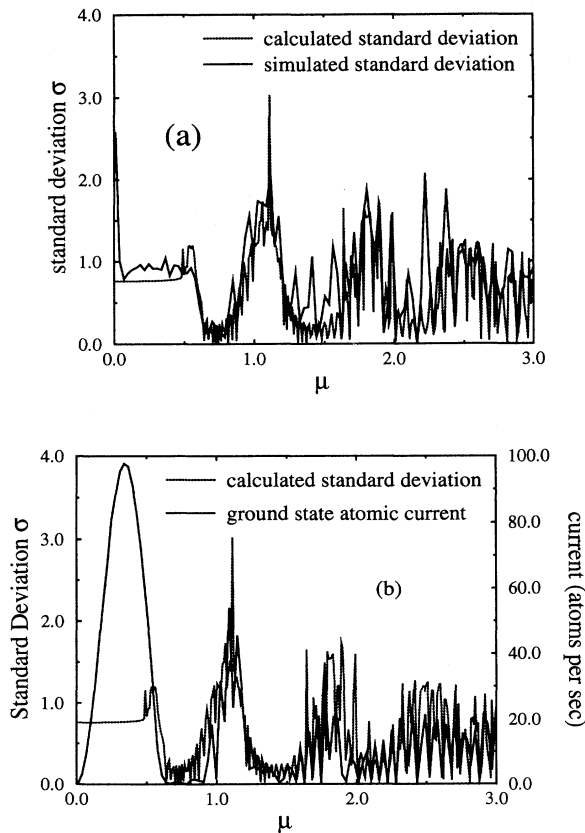 calculated standard deviation
simulated standard deviation
(a)
standard deviation σ
4.0
3.0
2.0
1.0
0.0
0.0 1.0 2.0 3.0
μ
calculated standard deviation
ground state atomic current
(b)
Standard Deviation σ
4.0
3.0
2.0
1.0
0.0
100.0
80.0
60.0
40.0
20.0
0.0
current (atoms per sec)
0.0 1.0 2.0 3.0
μ